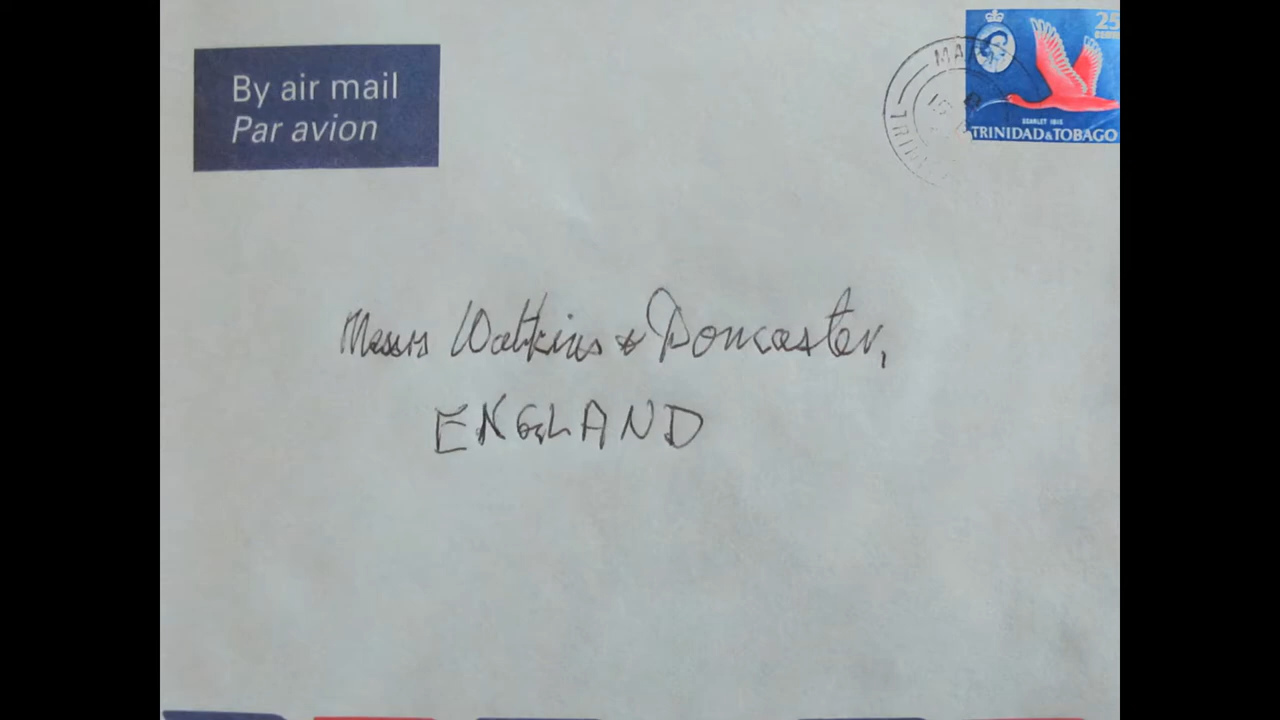 By air mail
Par avion
25
SCARLET IBIS
TRINIDAD & TOBAGO
Messrs Watkins & Doncaster,
ENGLAND